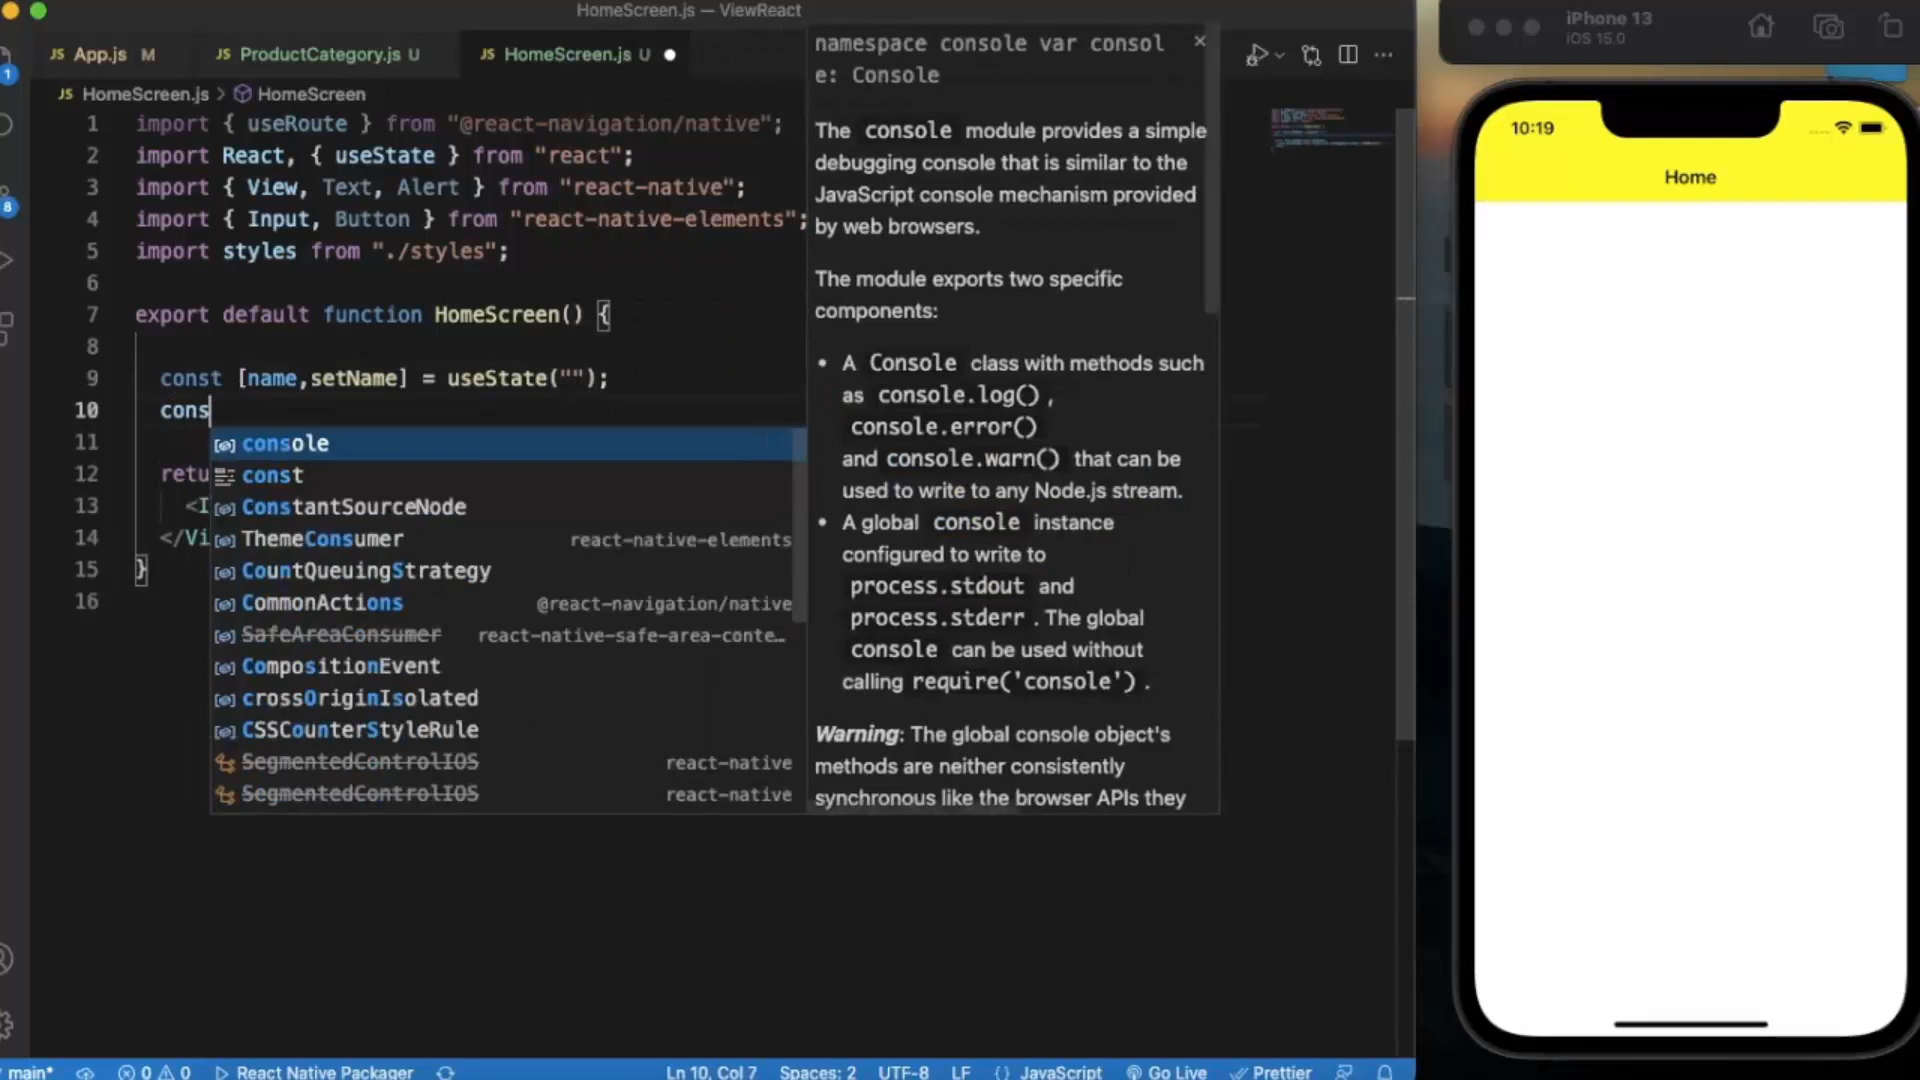 HomeScreen.js — ViewReact
JS App.js M
JS ProductCategory.js U
JS HomeScreen.js U
JS HomeScreen.js > HomeScreen
1 import { useRoute } from "@react-navigation/native";
2 import React, { useState } from "react";
3 import { View, Text, Alert } from "react-native";
4 import { Input, Button } from "react-native-elements";
5 import styles from "./styles";
6
7 export default function HomeScreen() {
8
9 const [name,setName] = useState("");
10 cons
11
12 retu
13 <I
14 </Vi
15 }
16
console
const
ConstantSourceNode
ThemeConsumer react-native-elements
CountQueuingStrategy
CommonActions @react-navigation/native
SafeAreaConsumer react-native-safe-area-conte…
CompositionEvent
crossOriginIsolated
CSSCounterStyleRule
SegmentedControlIOS react-native
SegmentedControlIOS react-native
namespace console var consol
e: Console
The console module provides a simple
debugging console that is similar to the
JavaScript console mechanism provided
by web browsers.
The module exports two specific
components:
• A Console class with methods such
as console.log() ,
console.error()
and console.warn() that can be
used to write to any Node.js stream.
• A global console instance
configured to write to
process.stdout and
process.stderr . The global
console can be used without
calling require('console') .
Warning: The global console object's
methods are neither consistently
synchronous like the browser APIs they
1
8
main* 0 0 React Native Packager Ln 10, Col 7 Spaces: 2 UTF-8 LF {} JavaScript Go Live Prettier
iPhone 13
iOS 15.0
10:19
Home